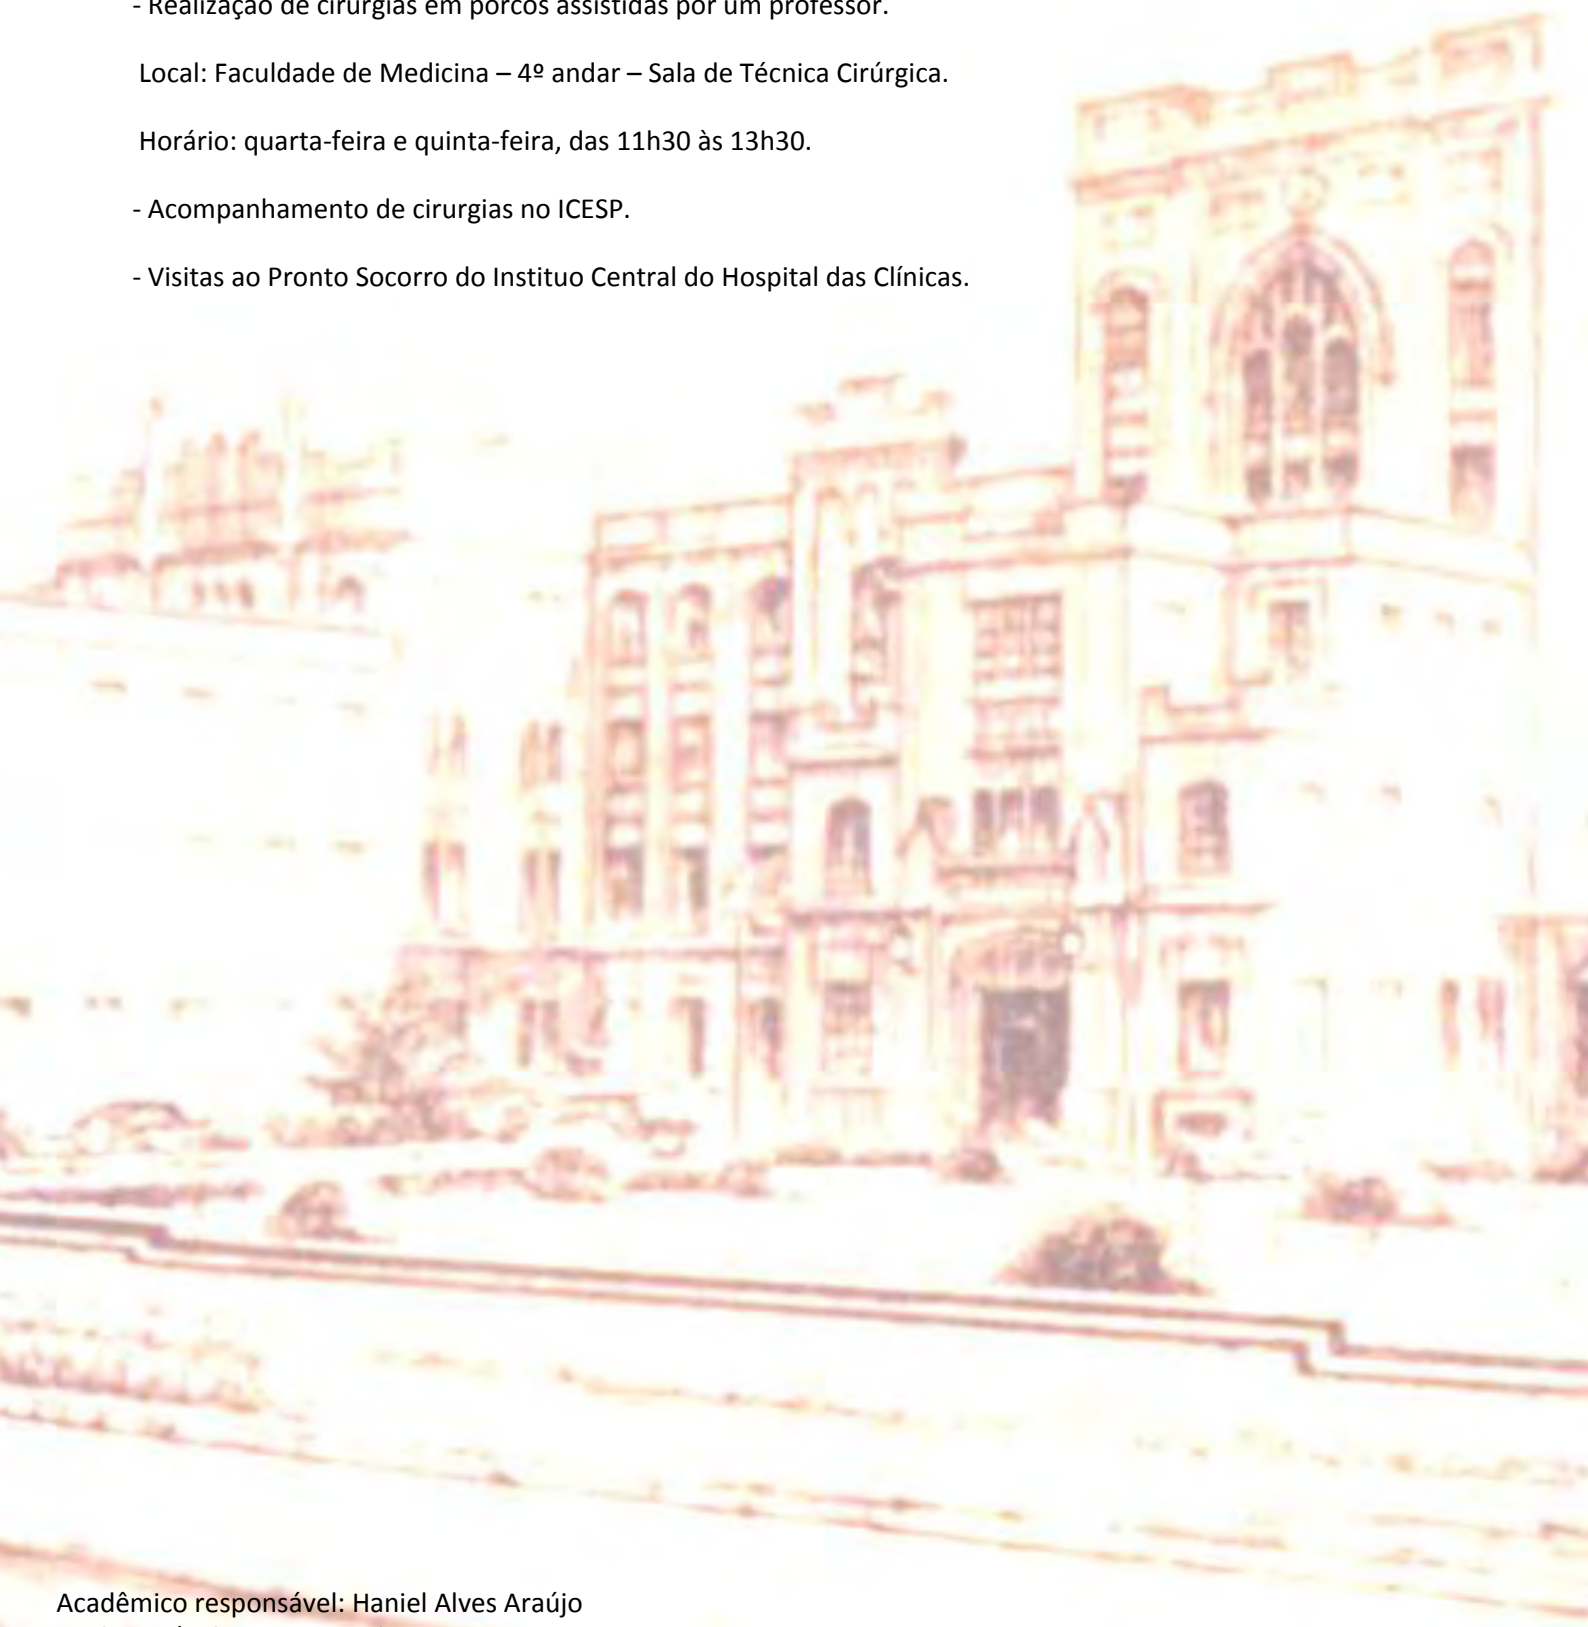 - Realização de cirurgias em porcos assistidas por um professor.
Local: Faculdade de Medicina – 4º andar – Sala de Técnica Cirúrgica.
Horário: quarta-feira e quinta-feira, das 11h30 às 13h30.
- Acompanhamento de cirurgias no ICESP.
- Visitas ao Pronto Socorro do Instituo Central do Hospital das Clínicas.
Acadêmico responsável: Haniel Alves Araújo